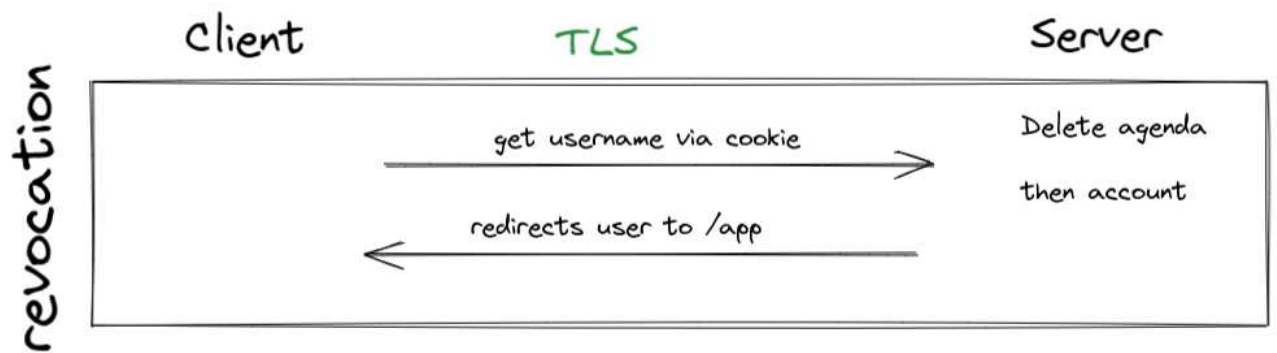 Client
TLS
Server
revocation
get username via cookie
Delete agenda
then account
redirects user to /app